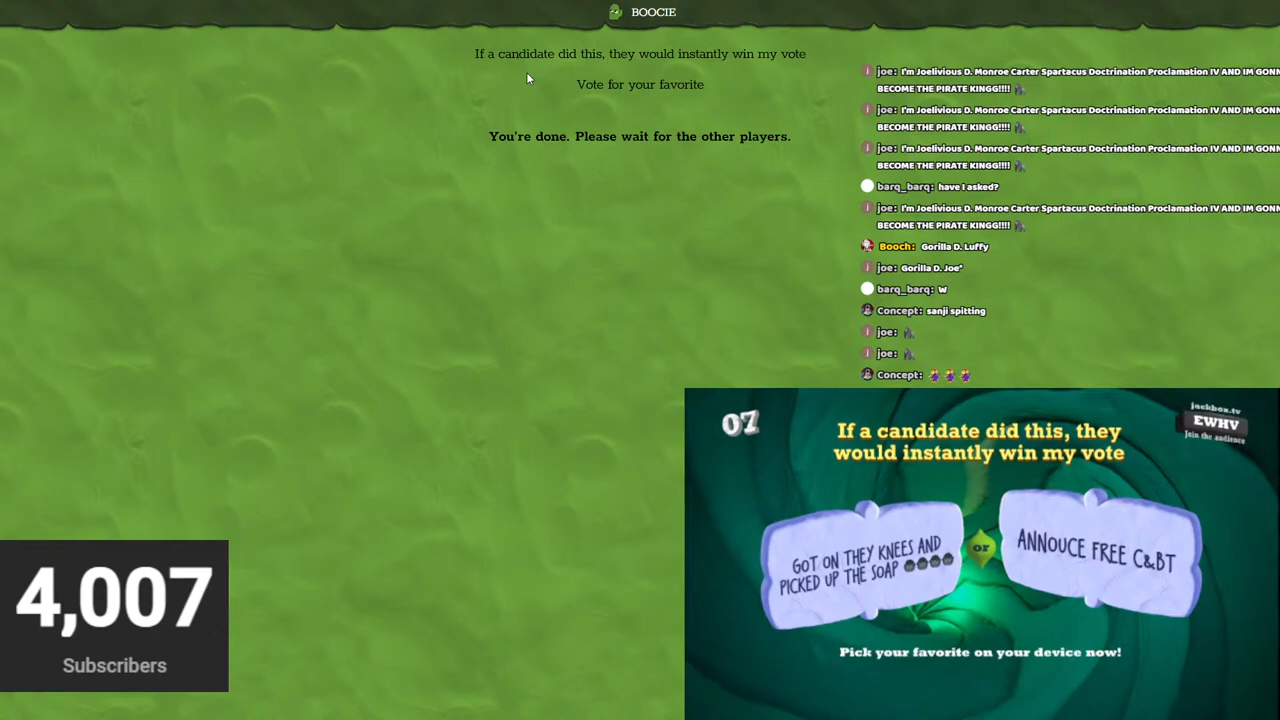 BOOCIE
If a candidate did this, they would instantly win my vote
Vote for your favorite
You're done. Please wait for the other players.
joe: I'm Joelivious D. Monroe Carter Spartacus Doctrination Proclamation IV AND IM GONN
BECOME THE PIRATE KINGG!!!!
joe: I'm Joelivious D. Monroe Carter Spartacus Doctrination Proclamation IV AND IM GONN
BECOME THE PIRATE KINGG!!!!
joe: I'm Joelivious D. Monroe Carter Spartacus Doctrination Proclamation IV AND IM GONN
BECOME THE PIRATE KINGG!!!!
barq_barq: have I asked?
joe: I'm Joelivious D. Monroe Carter Spartacus Doctrination Proclamation IV AND IM GONN
BECOME THE PIRATE KINGG!!!!
Booch: Gorilla D. Luffy
joe: Gorilla D. Joe*
barq_barq: W
Concept: sanji spitting
joe:
joe:
Concept:
07
If a candidate did this, they
would instantly win my vote
jackbox.tv
EWHV
Join the audience
GOT ON THEY KNEES AND
PICKED UP THE SOAP
or
ANNOUCE FREE C&BT
Pick your favorite on your device now!
4,007
Subscribers